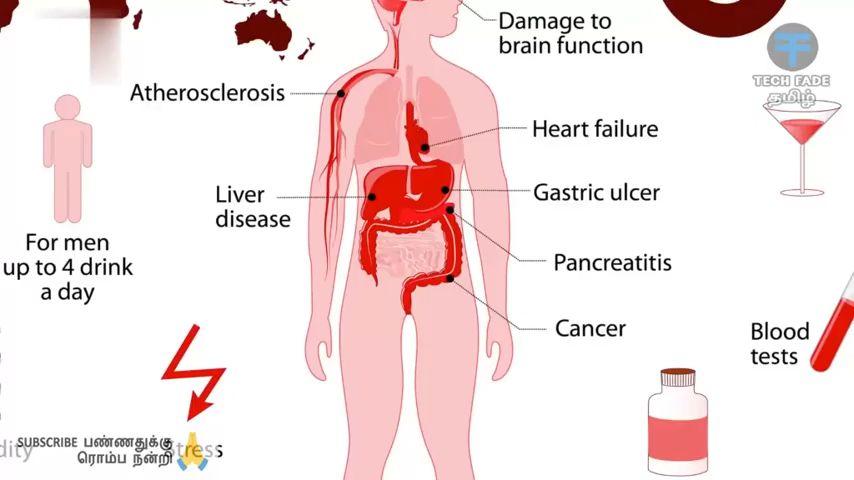 Damage to
brain function
TECH FADE
தமிழ்
Atherosclerosis
Heart failure
Liver
disease
Gastric ulcer
For men
up to 4 drink
a day
Pancreatitis
Cancer
Blood
tests
SUBSCRIBE பண்ணதுக்கு
ரொம்ப நன்றி